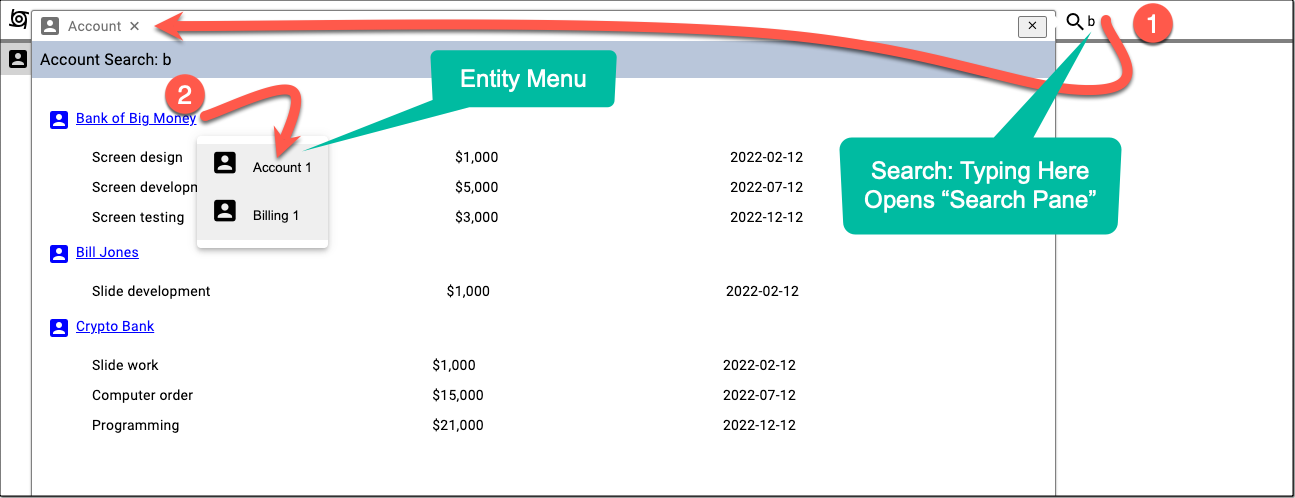 Account ×
×
b
1
Account Search: b
Entity Menu
2
Bank of Big Money
Account 1
Billing 1
Search: Typing Here
Opens “Search Pane”
Screen design $1,000 2022-02-12
Screen developn $5,000 2022-07-12
Screen testing $3,000 2022-12-12
Bill Jones
Slide development $1,000 2022-02-12
Crypto Bank
Slide work $1,000 2022-02-12
Computer order $15,000 2022-07-12
Programming $21,000 2022-12-12